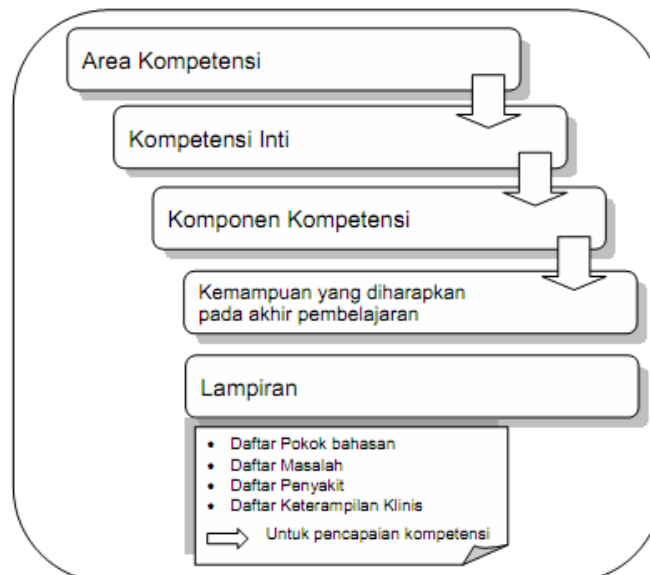 Area Kompetensi
Kompetensi Inti
Komponen Kompetensi
Kemampuan yang diharapkan
pada akhir pembelajaran
Lampiran
• Daftar Pokok bahasan
• Daftar Masalah
• Daftar Penyakit
• Daftar Keterampilan Klinis
Untuk pencapaian kompetensi